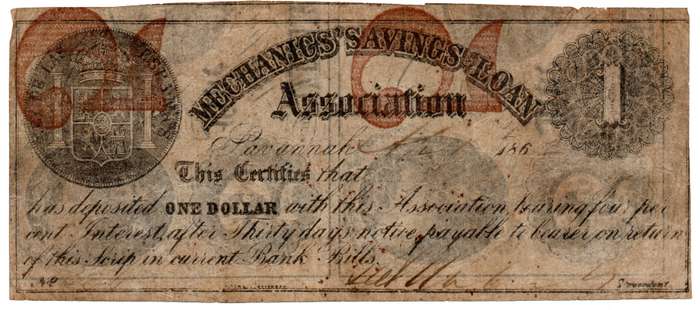 MECHANICS' SAVINGS LOAN
Association
1
Savannah, 186
This Certifies that
has deposited ONE DOLLAR with this Association, bearing four per
cent Interest, after Thirty days notice, payable to bearer on return
of this Scrip in current Bank Bills.